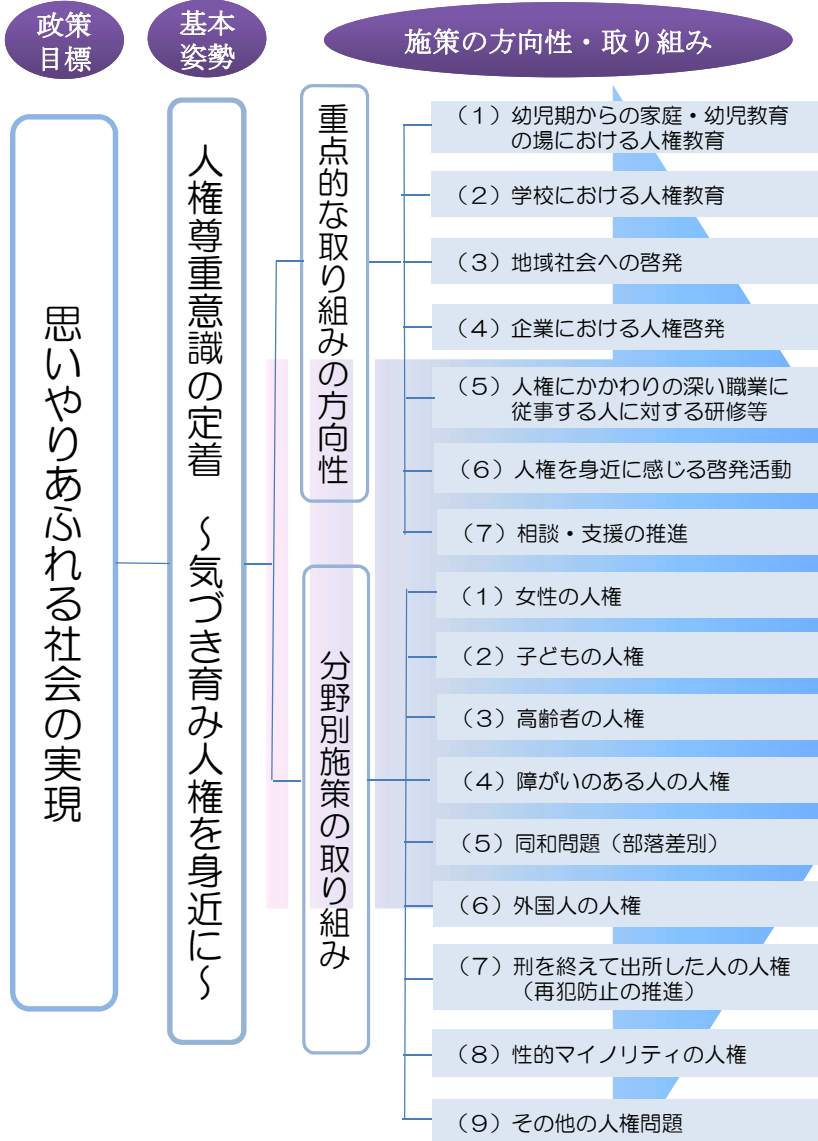 政策
目標
基本
姿勢
施策の方向性・取り組み
思いやりあふれる社会の実現
人権尊重意識の定着 ～気づき育み人権を身近に～
重点的な取り組みの方向性
（１）幼児期からの家庭・幼児教育
の場における人権教育
（２）学校における人権教育
（３）地域社会への啓発
（４）企業における人権啓発
（５）人権にかかわりの深い職業に
従事する人に対する研修等
（６）人権を身近に感じる啓発活動
（７）相談・支援の推進
分野別施策の取り組み
（１）女性の人権
（２）子どもの人権
（３）高齢者の人権
（４）障がいのある人の人権
（５）同和問題（部落差別）
（６）外国人の人権
（７）刑を終えて出所した人の人権
（再犯防止の推進）
（８）性的マイノリティの人権
（９）その他の人権問題